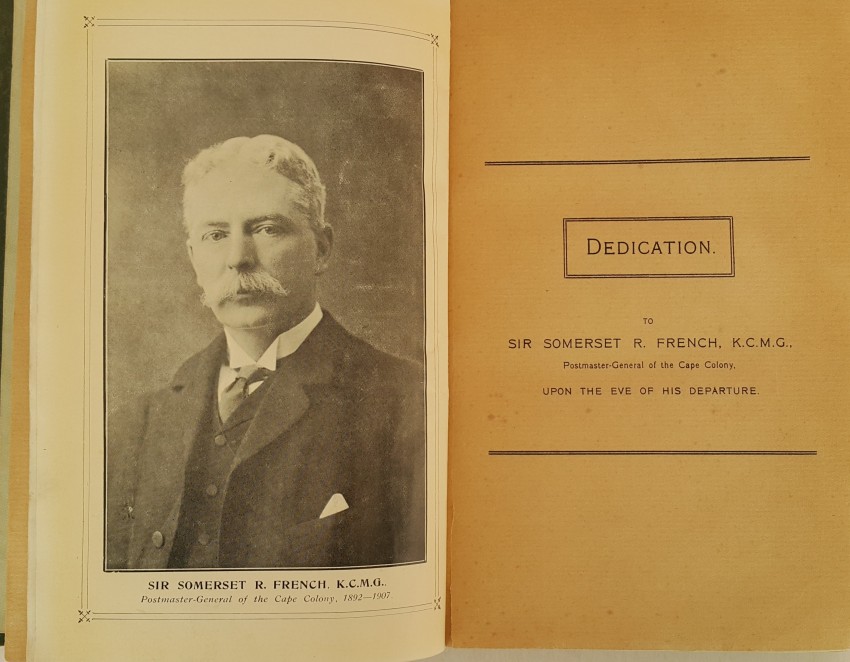 SIR SOMERSET R. FRENCH, K.C.M.G.,
Postmaster-General of the Cape Colony, 1892—1907
DEDICATION.
TO
SIR SOMERSET R. FRENCH, K.C.M.G.,
Postmaster-General of the Cape Colony,
UPON THE EVE OF HIS DEPARTURE.